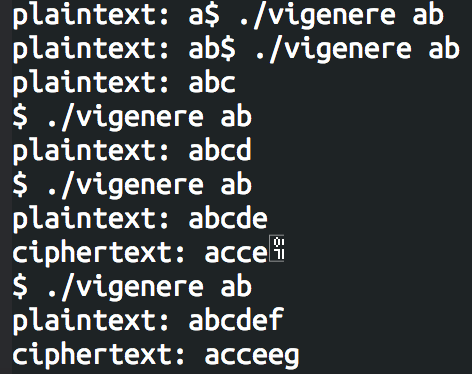 plaintext: a$ ./vigenere ab
plaintext: ab$ ./vigenere ab
plaintext: abc
$ ./vigenere ab
plaintext: abcd
$ ./vigenere ab
plaintext: abcde
ciphertext: acce
$ ./vigenere ab
plaintext: abcdef
ciphertext: acceeg